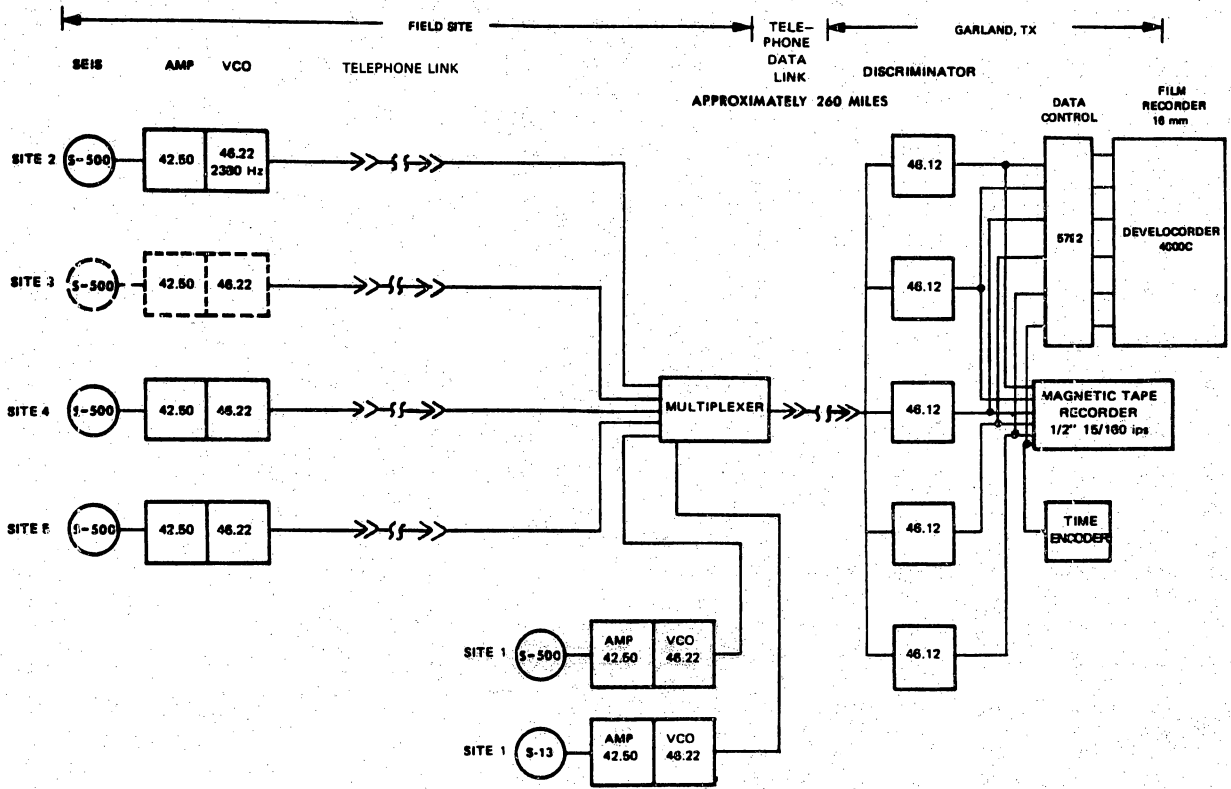 FIELD SITE
TELE-
PHONE
DATA
LINK
GARLAND, TX
SEIS
AMP
VCO
TELEPHONE LINK
APPROXIMATELY 260 MILES
DISCRIMINATOR
DATA
CONTROL
FILM
RECORDER
16 mm
SITE 2
S-500
42.50
46.22
2380 Hz
46.12
5792
DEVELOCORDER
4000C
SITE 3
S-500
42.50
46.22
46.12
SITE 4
S-500
42.50
46.22
MULTIPLEXER
46.12
MAGNETIC TAPE
RECORDER
1/2" 15/160 ips
SITE 5
S-500
42.50
46.22
46.12
TIME
ENCODER
SITE 1
S-500
AMP
42.50
VCO
46.22
46.12
SITE 1
S-13
AMP
42.50
VCO
46.22